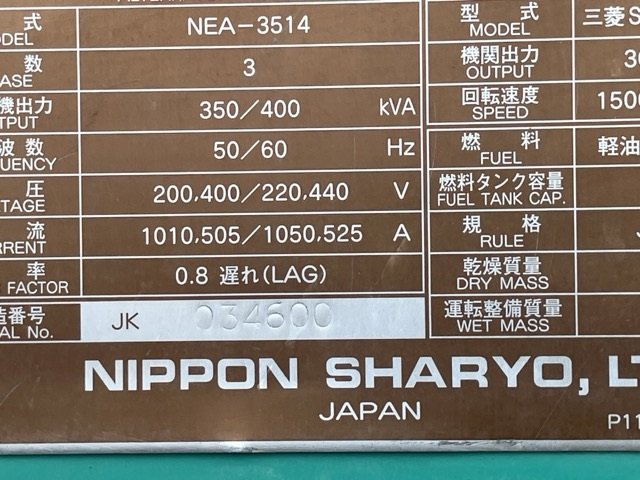 式 NEA-3514 型 式 三菱S
ODEL MODEL
数 3 機関出力 30
ASE OUTPUT
機出力 350/400 kVA 回転速度 1500
TPUT SPEED
波数 50/60 Hz 燃 料 軽油
QUENCY FUEL
圧 200,400/220,440 V 燃料タンク容量
TAGE FUEL TANK CAP.
流 1010,505/1050,525 A 規 格
RRENT RULE
率 0.8 遅れ(LAG) 乾燥質量
FACTOR DRY MASS
造番号 JK 034600 運転整備質量
AL No. WET MASS
NIPPON SHARYO, LT
JAPAN P11